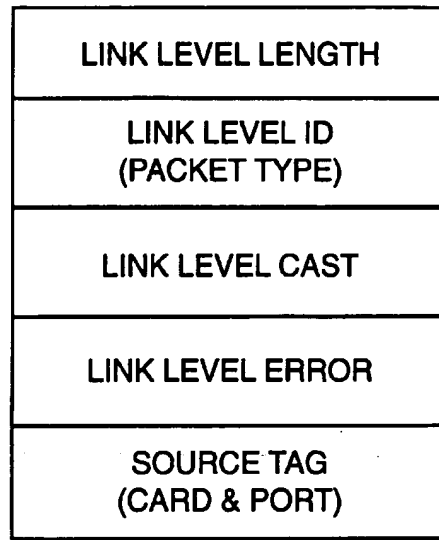 LINK LEVEL LENGTH
LINK LEVEL ID
(PACKET TYPE)
LINK LEVEL CAST
LINK LEVEL ERROR
SOURCE TAG
(CARD & PORT)